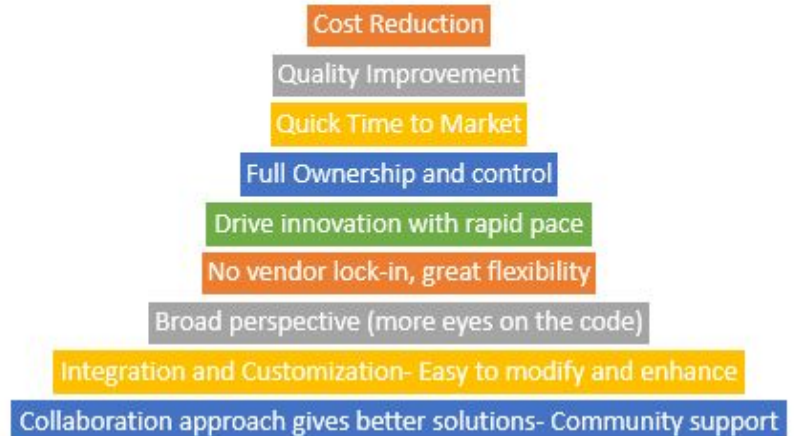 Cost Reduction
Quality Improvement
Quick Time to Market
Full Ownership and control
Drive innovation with rapid pace
No vendor lock-in, great flexibility
Broad perspective (more eyes on the code)
Integration and Customization- Easy to modify and enhance
Collaboration approach gives better solutions- Community support